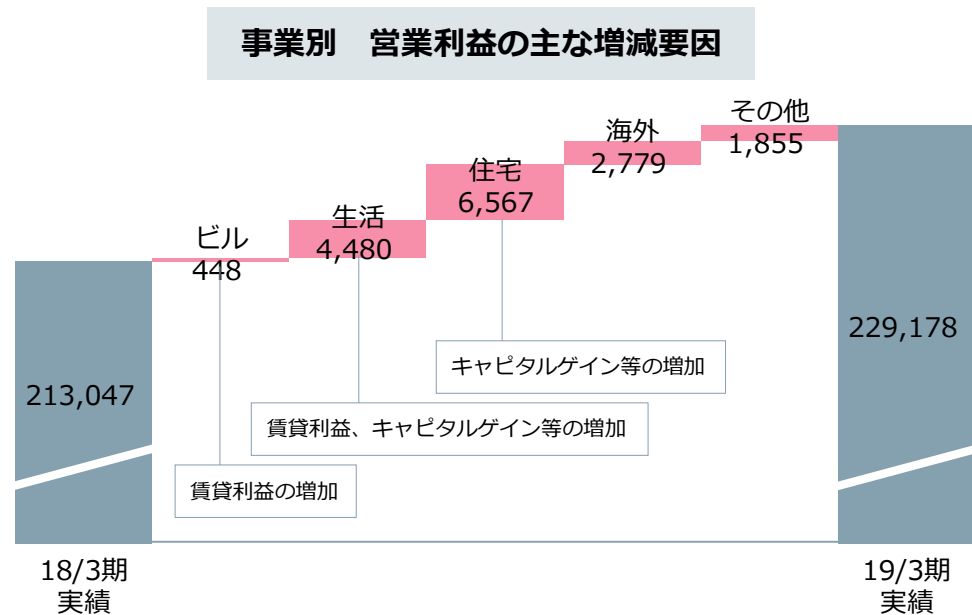 事業別　営業利益の主な増減要因
その他
1,855
海外
2,779
住宅
6,567
生活
4,480
ビル
448
213,047
229,178
キャピタルゲイン等の増加
賃貸利益、キャピタルゲイン等の増加
賃貸利益の増加
18/3期
実績
19/3期
実績